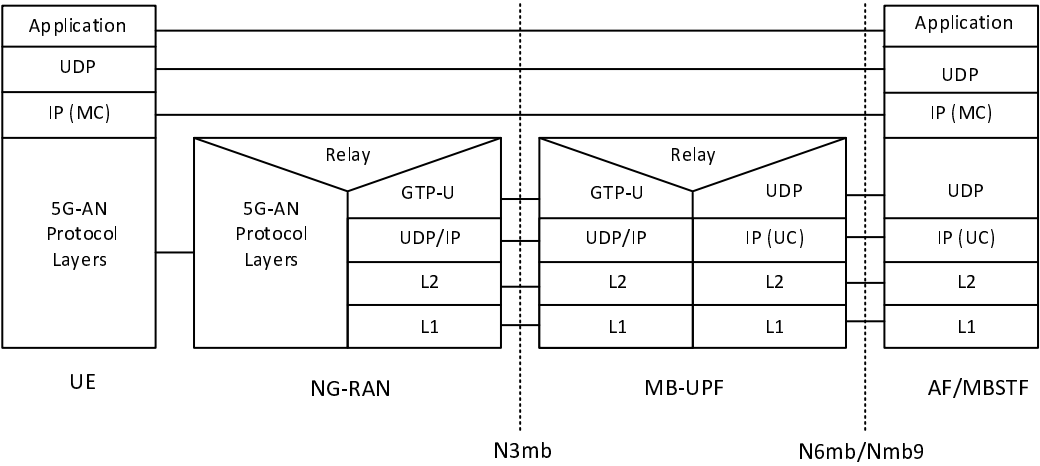 Application
UDP
IP (MC)
5G-AN
Protocol
Layers
UE
Relay
5G-AN
Protocol
Layers
GTP-U
UDP/IP
L2
L1
NG-RAN
N3mb
Relay
GTP-U
UDP/IP
L2
L1
UDP
IP (UC)
L2
L1
MB-UPF
N6mb/Nmb9
Application
UDP
IP (MC)
UDP
IP (UC)
L2
L1
AF/MBSTF